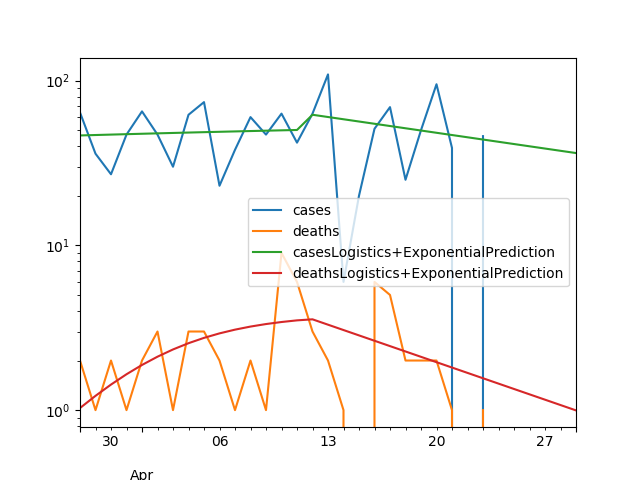 10²
10¹
10⁰
cases
deaths
casesLogistics+ExponentialPrediction
deathsLogistics+ExponentialPrediction
30 06 13 20 27
Apr